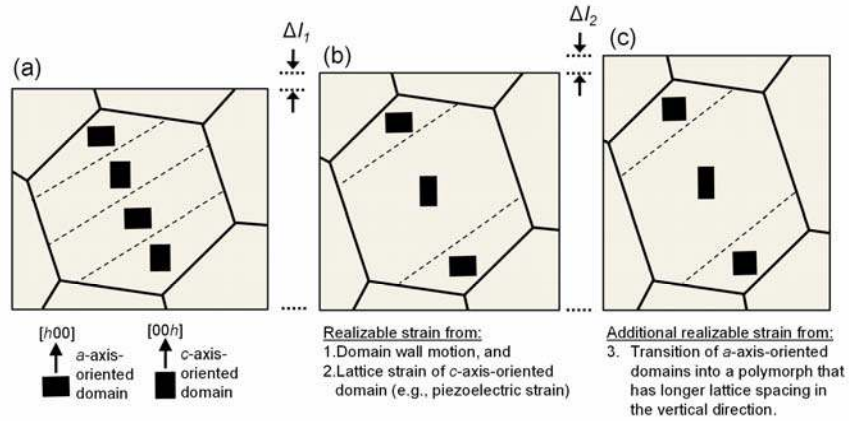 (a)
Δl1
(b)
Δl2
(c)
[h00]
a-axis-
oriented
domain
[00h]
c-axis-
oriented
domain
Realizable strain from:
1.Domain wall motion, and
2.Lattice strain of c-axis-oriented
domain (e.g., piezoelectric strain)
Additional realizable strain from:
3. Transition of a-axis-oriented
domains into a polymorph that
has longer lattice spacing in
the vertical direction.